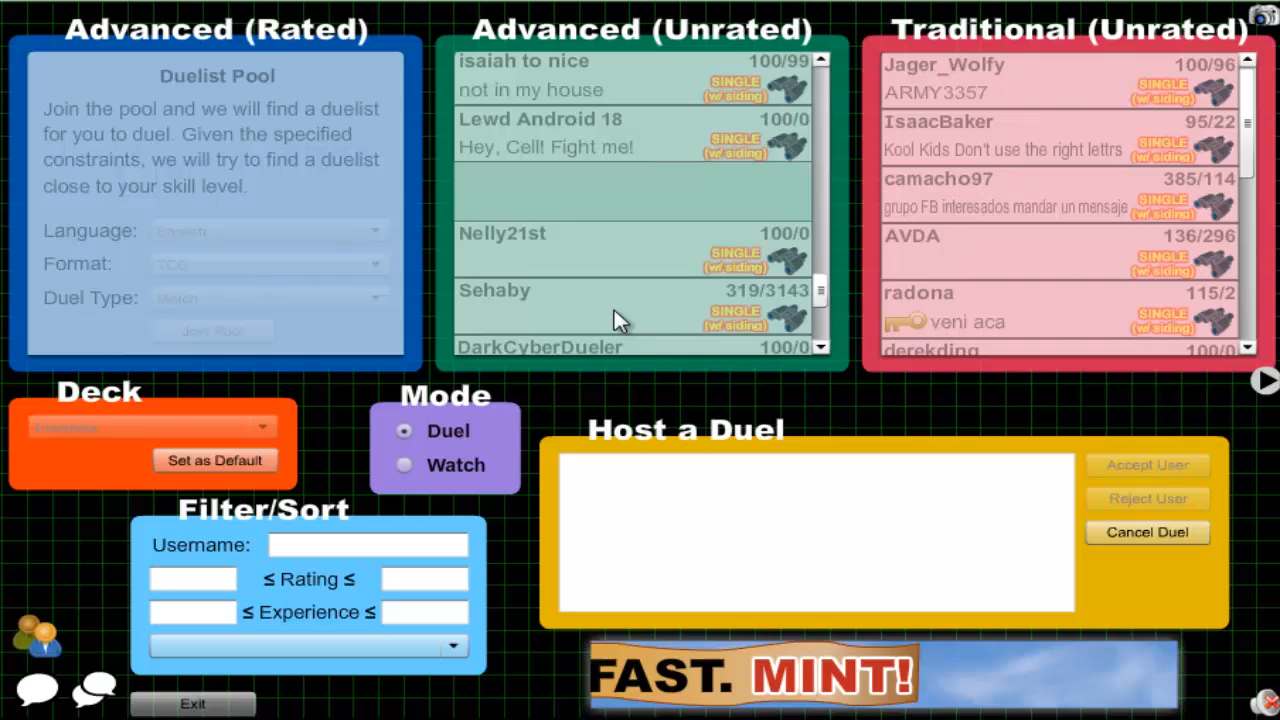 Advanced (Rated)
Duelist Pool
Join the pool and we will find a duelist
for you to duel. Given the specified
constraints, we will try to find a duelist
close to your skill level.
Language: English
Format: TCG
Duel Type: Match
Join Pool
Advanced (Unrated)
isaiah to nice 100/99
not in my house SINGLE (w/ siding)
Lewd Android 18 100/0
Hey, Cell! Fight me! SINGLE (w/ siding)
Nelly21st 100/0
SINGLE (w/ siding)
Sehaby 319/3143
SINGLE (w/ siding)
DarkCyberDueler 100/0
Traditional (Unrated)
Jager_Wolfy 100/96
ARMY3357 SINGLE (w/ siding)
IsaacBaker 95/22
Kool Kids Don't use the right lettrs SINGLE (w/ siding)
camacho97 385/114
grupo FB interesados mandar un mensaje SINGLE (w/ siding)
AVDA 136/296
SINGLE (w/ siding)
radona 115/2
veni aca SINGLE (w/ siding)
derekding 100/0
Deck
Set as Default
Mode
Duel
Watch
Filter/Sort
Username:
≤ Rating ≤
≤ Experience ≤
Host a Duel
Accept User
Reject User
Cancel Duel
FAST. MINT!
Exit